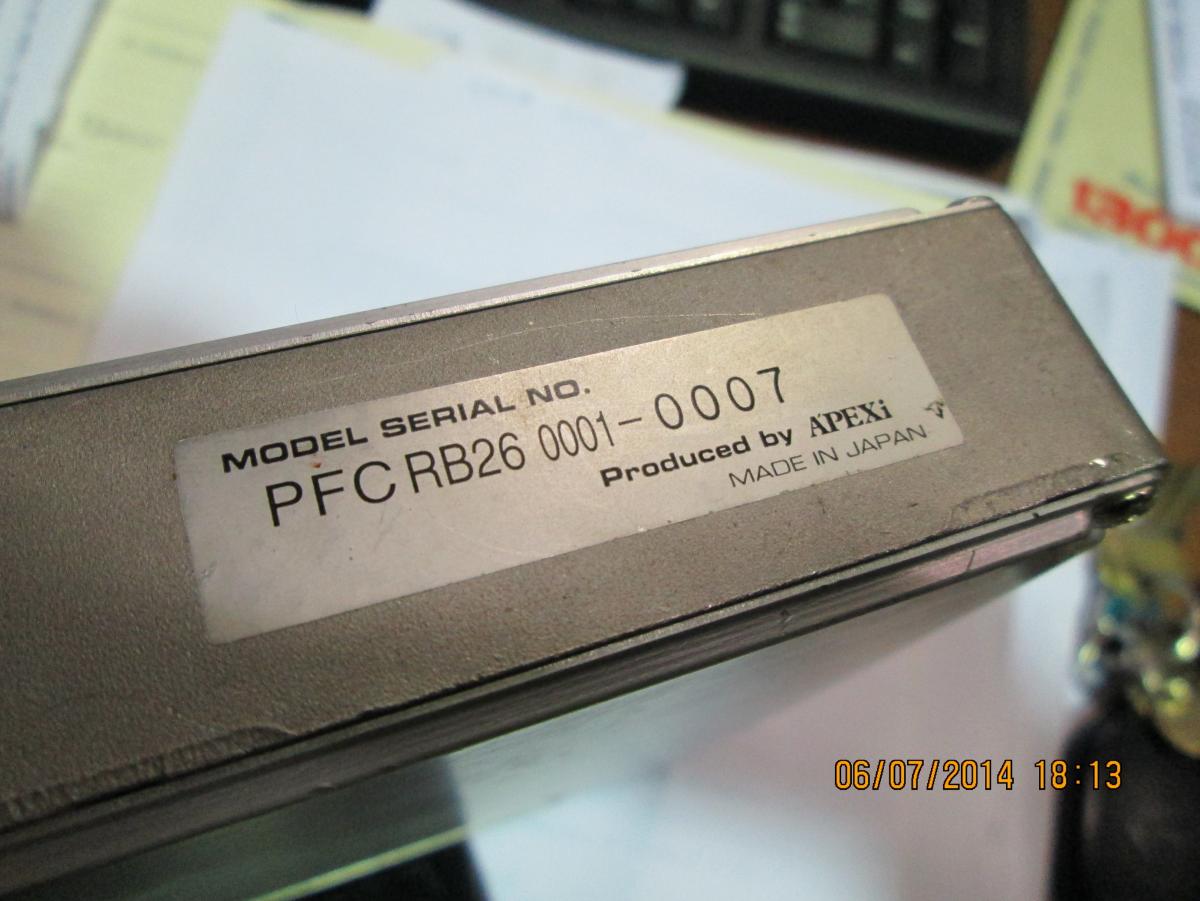 MODEL SERIAL NO.
PFC RB26 0001-0007
Produced by APEXi
MADE IN JAPAN
06/07/2014 18:13